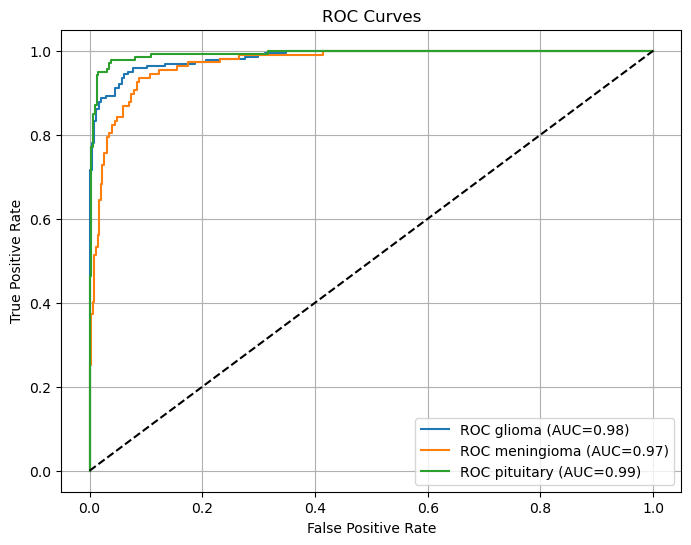 ROC Curves
True Positive Rate
1.0
0.8
0.6
0.4
0.2
0.0
0.0 0.2 0.4 0.6 0.8 1.0
False Positive Rate
ROC glioma (AUC=0.98)
ROC meningioma (AUC=0.97)
ROC pituitary (AUC=0.99)